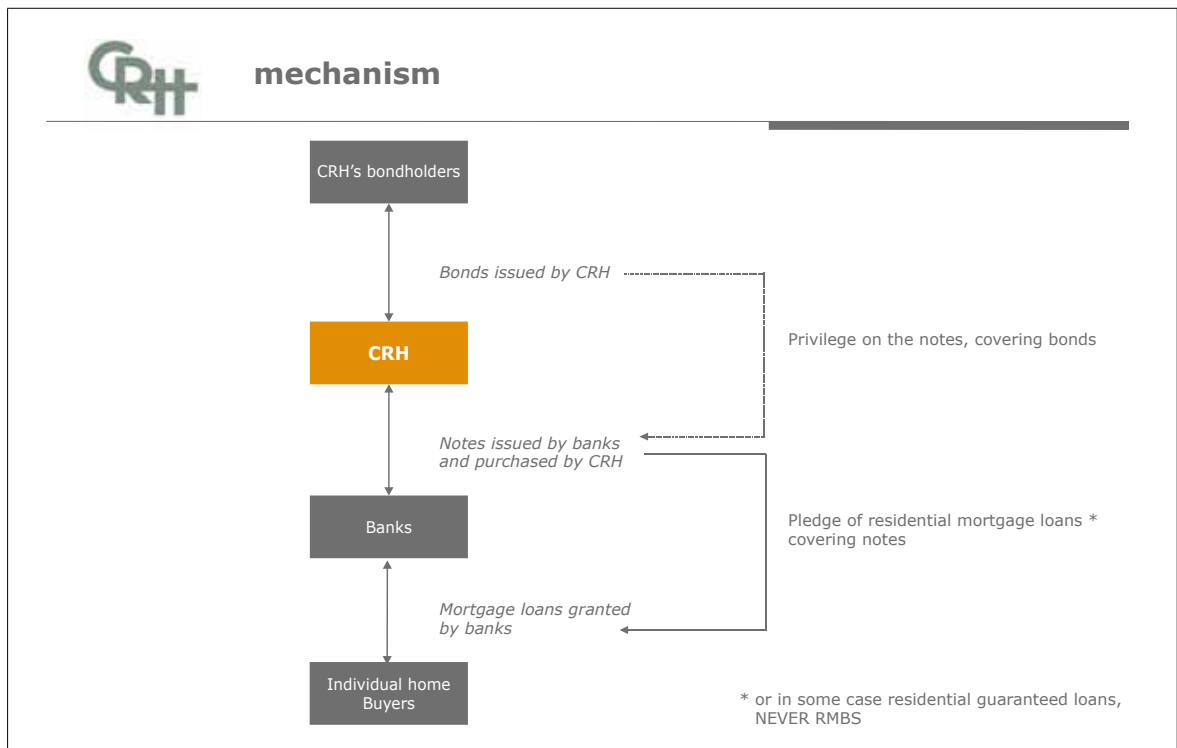 CRH mechanism
CRH's bondholders
Bonds issued by CRH
Privilege on the notes, covering bonds
CRH
Notes issued by banks
and purchased by CRH
Pledge of residential mortgage loans *
covering notes
Banks
Mortgage loans granted
by banks
Individual home
Buyers
* or in some case residential guaranteed loans,
NEVER RMBS